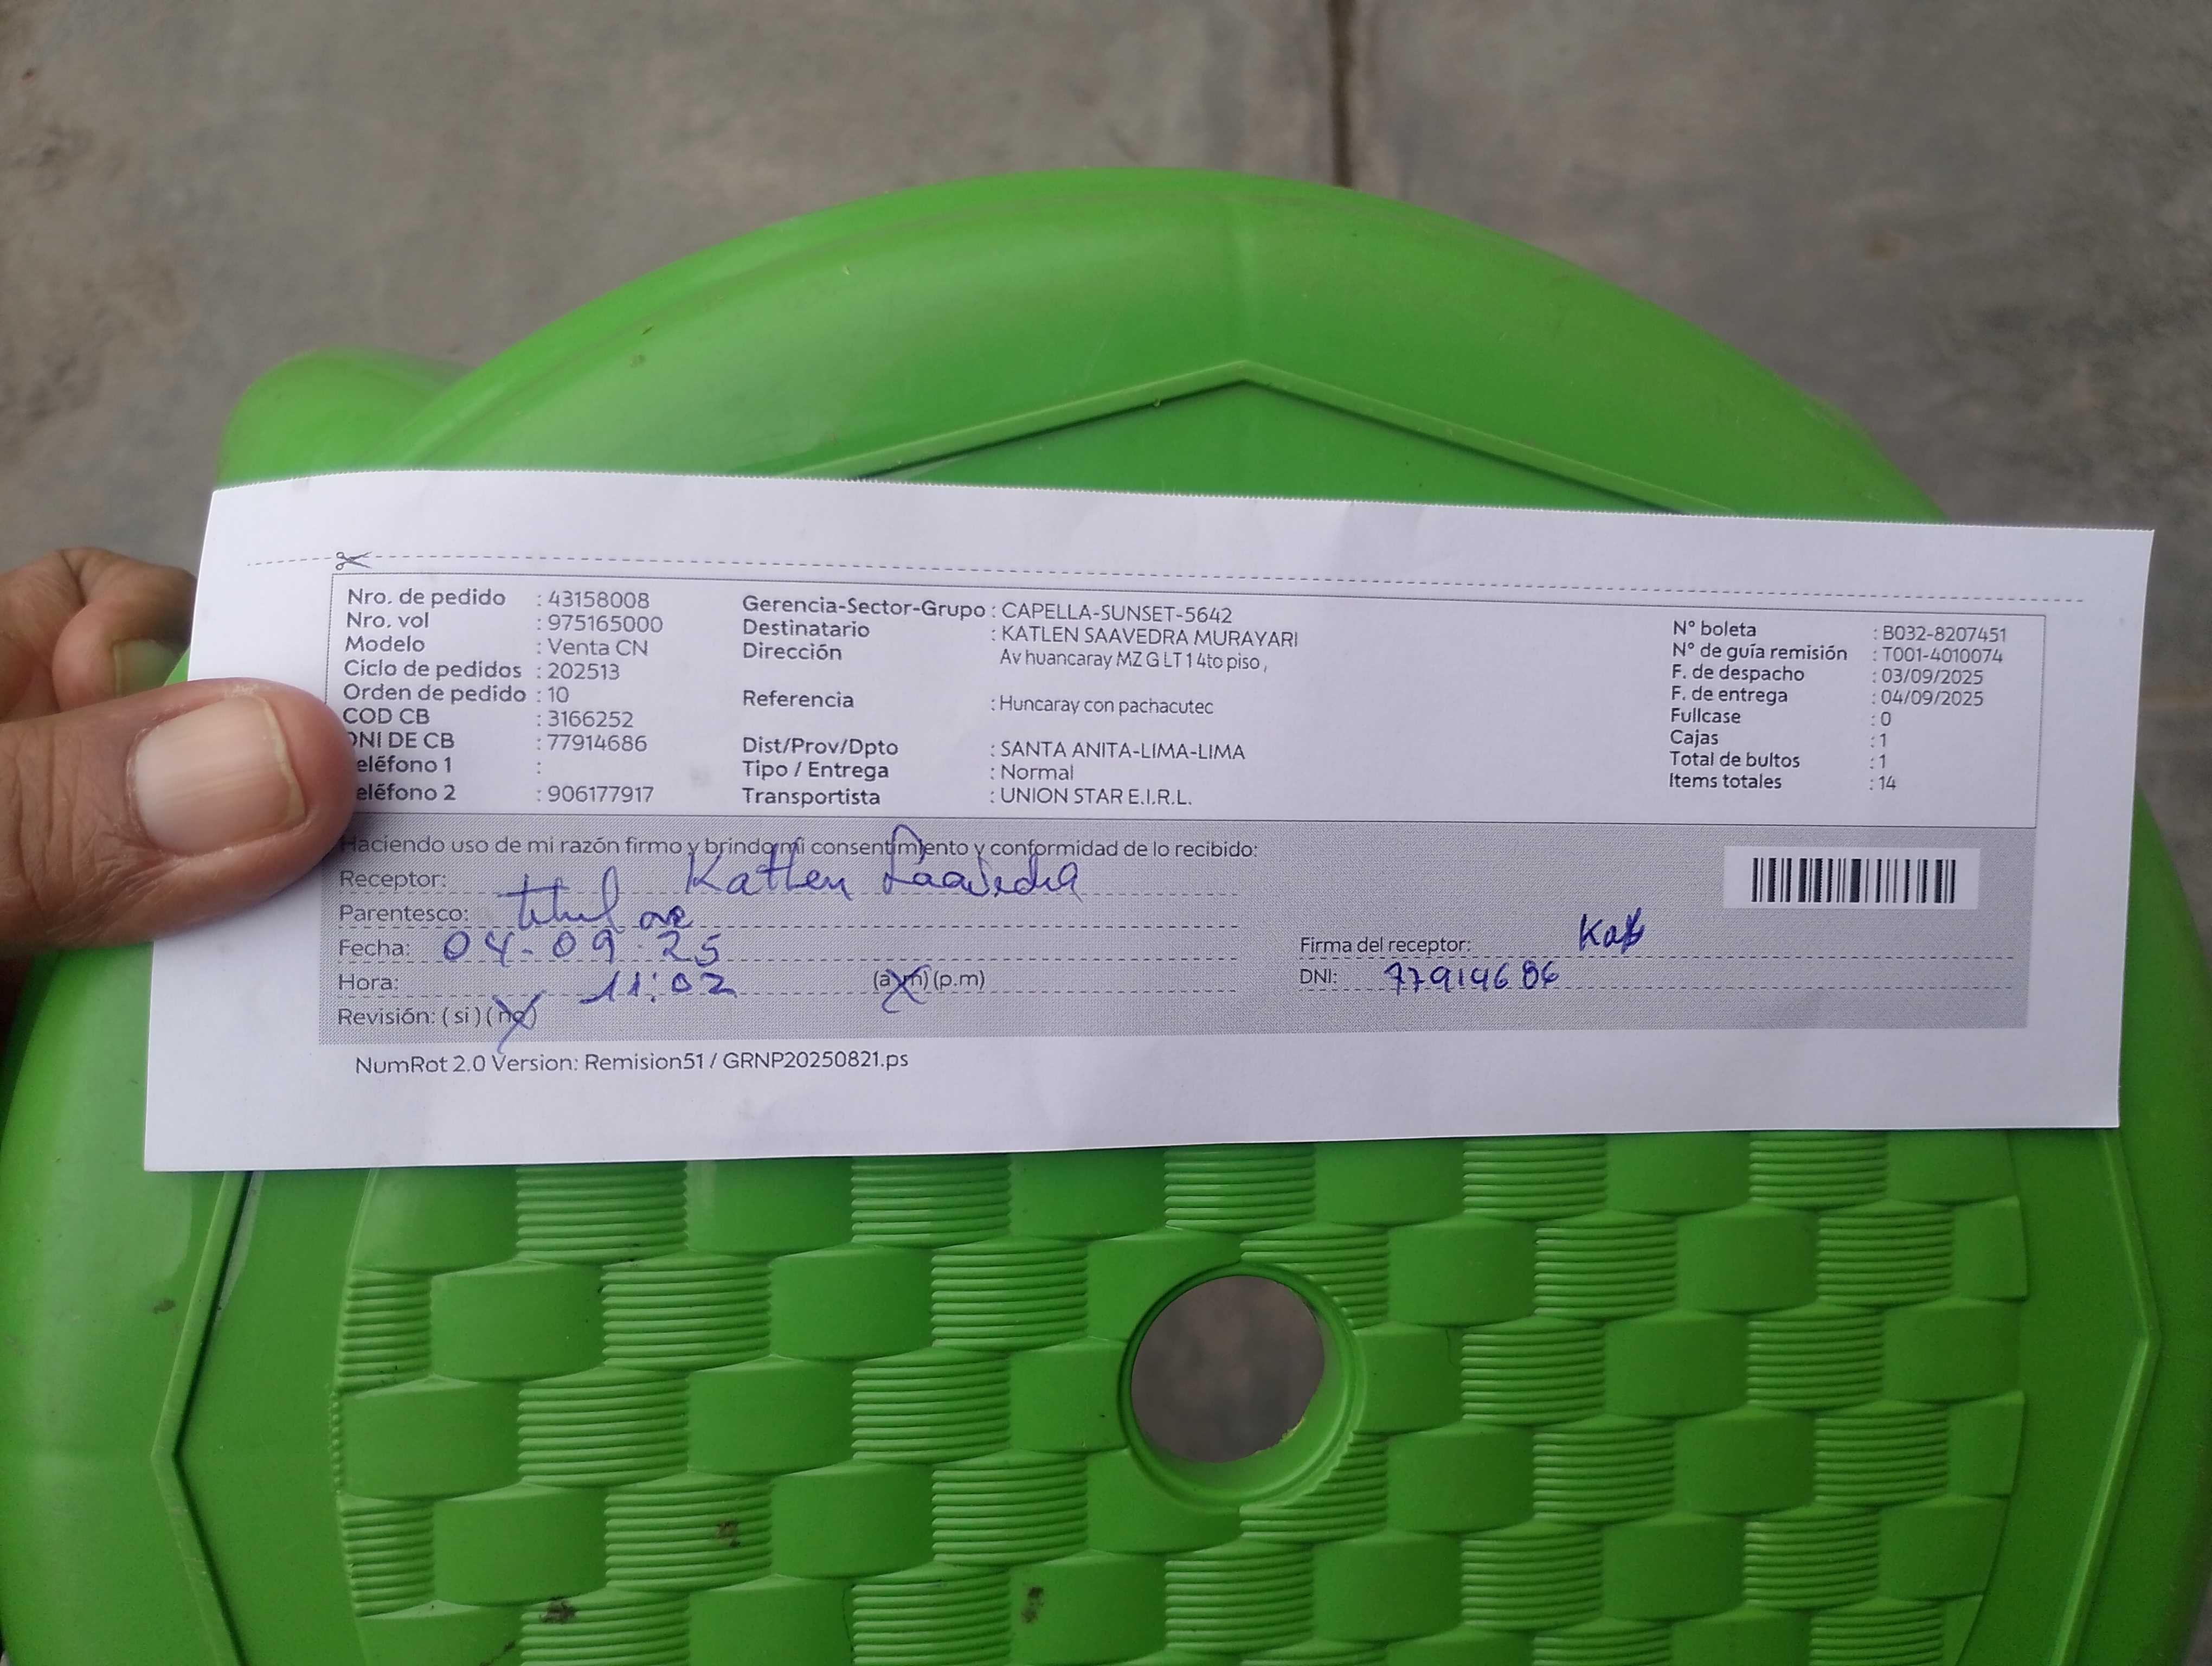 Nro. de pedido : 43158008
Nro. vol : 975165000
Modelo : Venta CN
Ciclo de pedidos : 202513
Orden de pedido : 10
COD CB : 3166252
DNI DE CB : 77914686
eléfono 1 :
eléfono 2 : 906177917
Gerencia-Sector-Grupo : CAPELLA-SUNSET-5642
Destinatario : KATLEN SAAVEDRA MURAYARI
Dirección Av huancaray MZ G LT 1 4to piso ,
Referencia : Huncaray con pachacutec
Dist/Prov/Dpto : SANTA ANITA-LIMA-LIMA
Tipo / Entrega : Normal
Transportista : UNION STAR E.I.R.L.
N° boleta : B032-8207451
N° de guía remisión : T001-4010074
F. de despacho : 03/09/2025
F. de entrega : 04/09/2025
Fullcase : 0
Cajas : 1
Total de bultos : 1
Items totales : 14
Haciendo uso de mi razón firmo y brindo mi consentimiento y conformidad de lo recibido:
Receptor: Katlen Saavedra
Parentesco: titular
Fecha: 04-09-25
Hora: 11:02 (a.m) (p.m)
Revisión: ( si ) ( no )
Firma del receptor: Kat
DNI: 77914686
NumRot 2.0 Version: Remision51 / GRNP20250821.ps